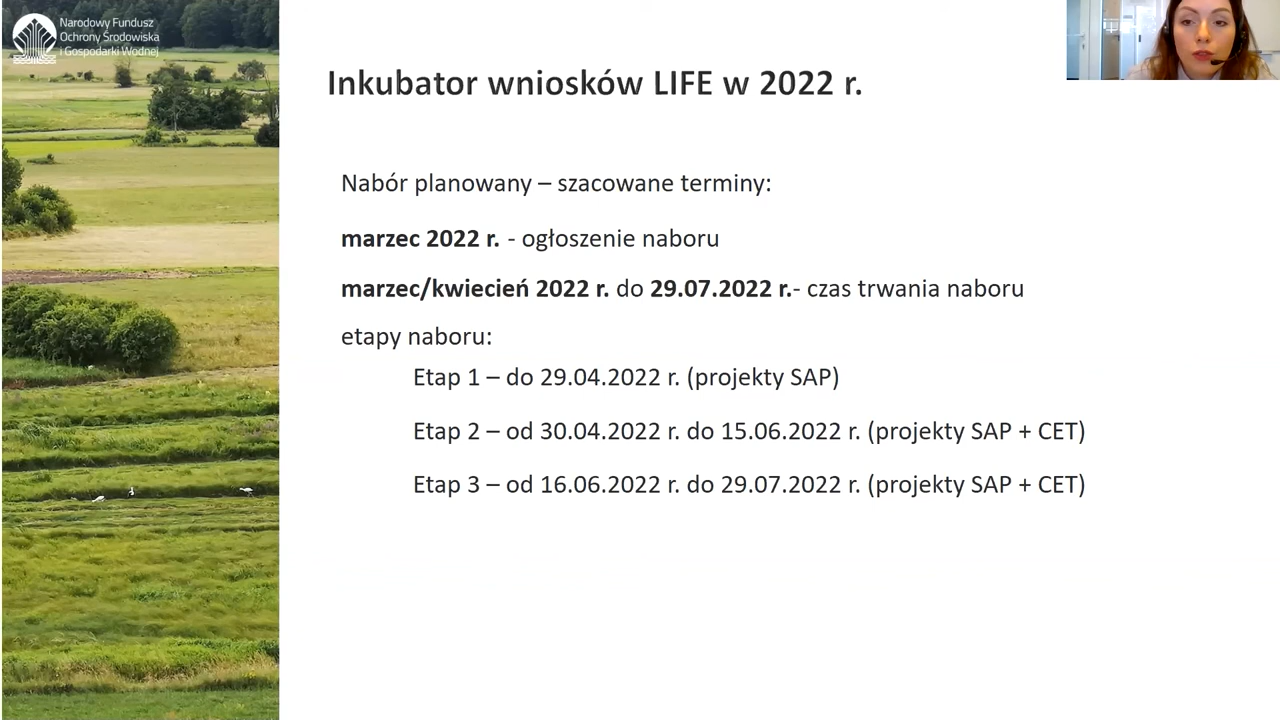 Narodowy Fundusz
Ochrony Środowiska
i Gospodarki Wodnej
Inkubator wniosków LIFE w 2022 r.
Nabór planowany – szacowane terminy:
marzec 2022 r. - ogłoszenie naboru
marzec/kwiecień 2022 r. do 29.07.2022 r.- czas trwania naboru
etapy naboru:
Etap 1 – do 29.04.2022 r. (projekty SAP)
Etap 2 – od 30.04.2022 r. do 15.06.2022 r. (projekty SAP + CET)
Etap 3 – od 16.06.2022 r. do 29.07.2022 r. (projekty SAP + CET)